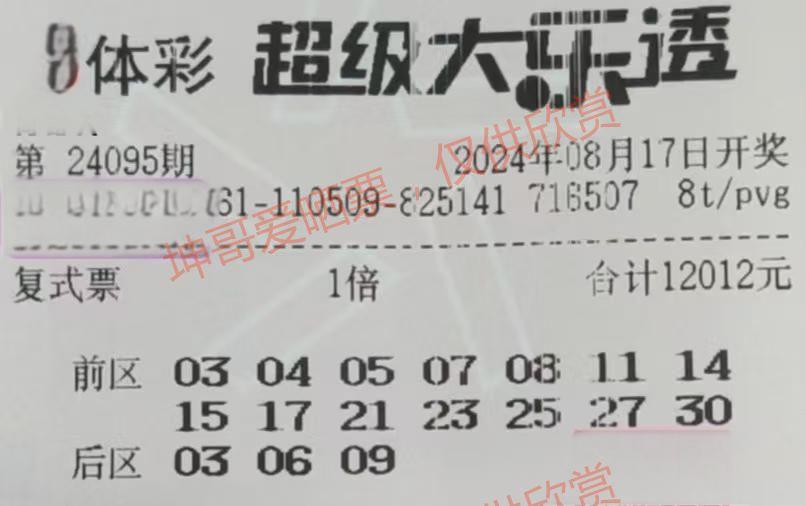 体彩 超级大乐透
第 24095期 2024年08月17日开奖
61-110509-825141 716507 8t/pvg
复式票 1倍 合计12012元
前区 03 04 05 07 08 11 14
15 17 21 23 25 27 30
后区 03 06 09
坤哥爱晒票，仅供欣赏
供欣赏